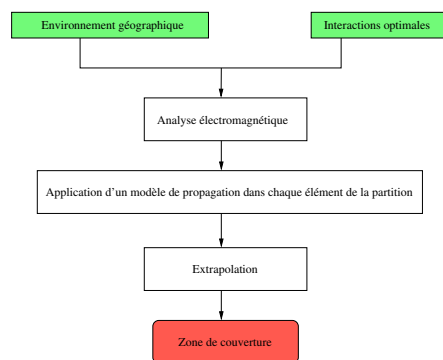 Environnement géographique
Interactions optimales
Analyse électromagnétique
Application d'un modèle de propagation dans chaque élément de la partition
Extrapolation
Zone de couverture